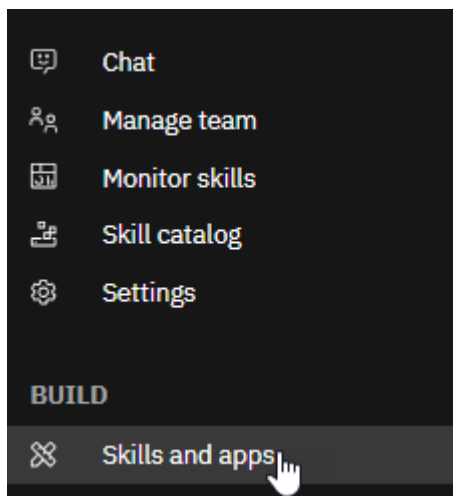 Chat
Manage team
Monitor skills
Skill catalog
Settings
BUILD
Skills and apps